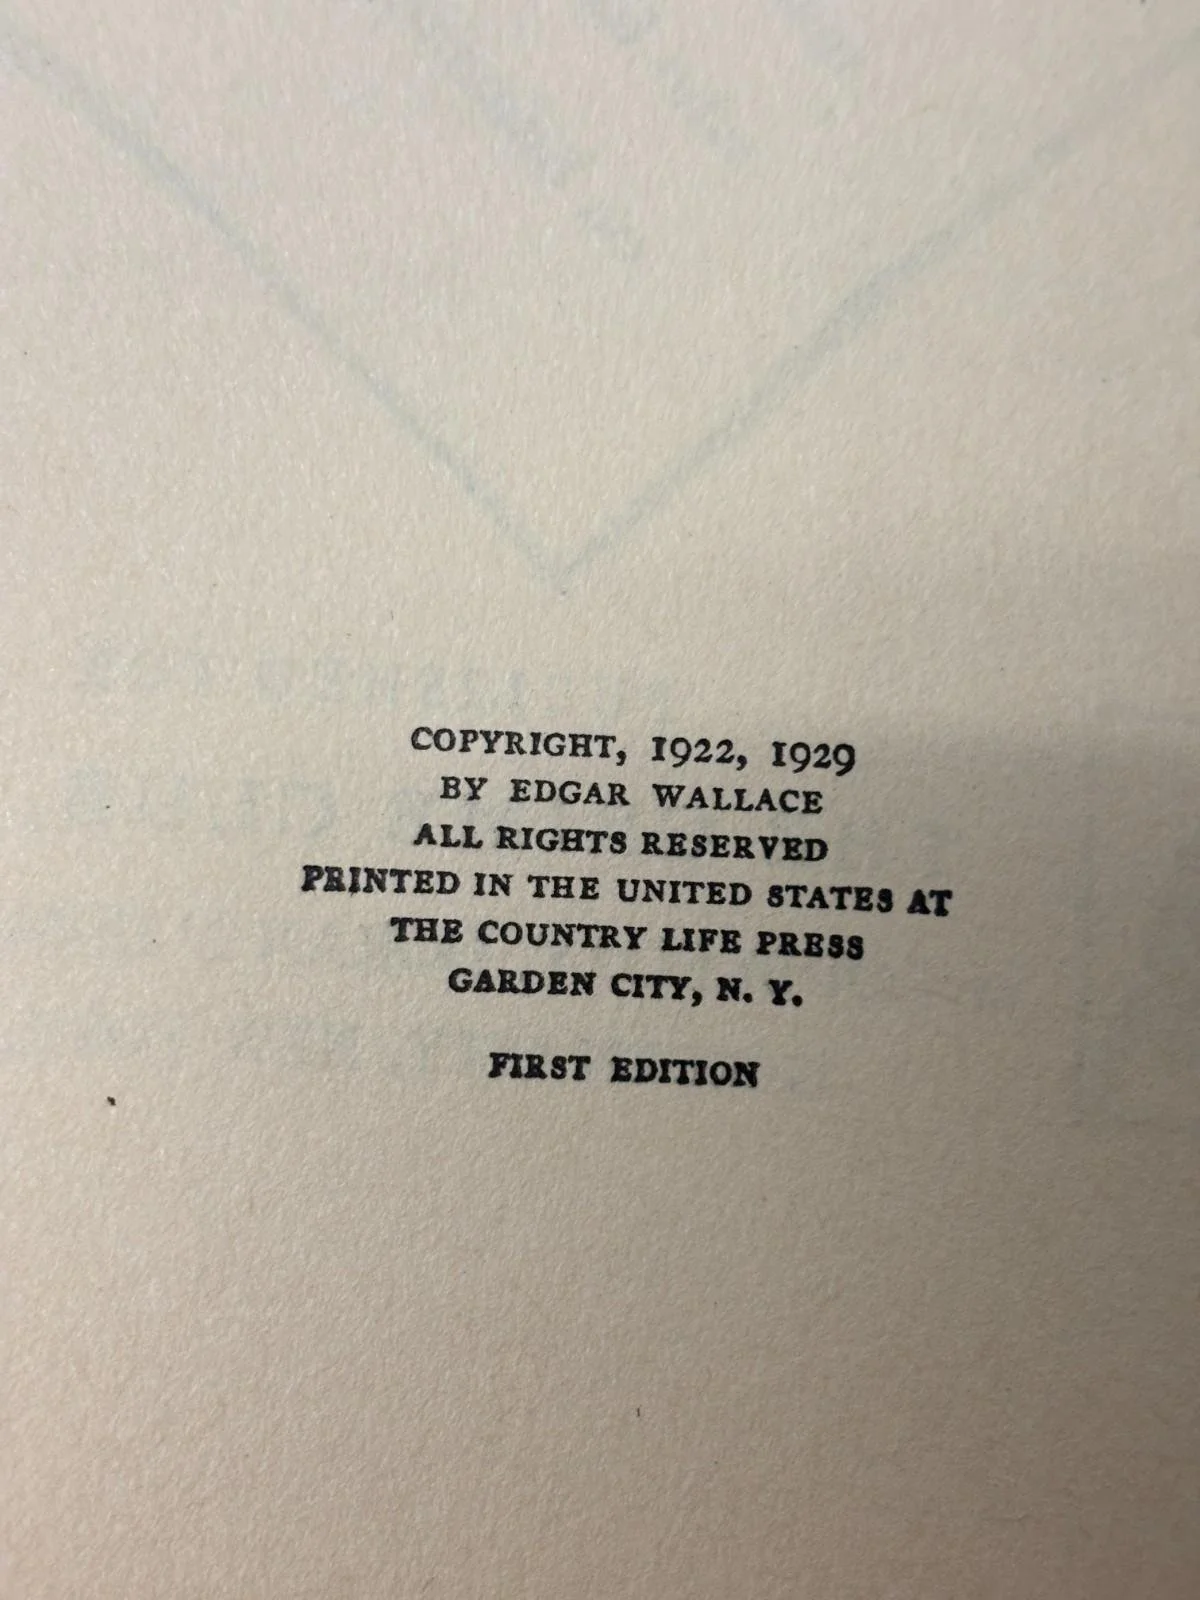 COPYRIGHT, 1922, 1929
BY EDGAR WALLACE
ALL RIGHTS RESERVED
PRINTED IN THE UNITED STATES AT
THE COUNTRY LIFE PRESS
GARDEN CITY, N. Y.
FIRST EDITION